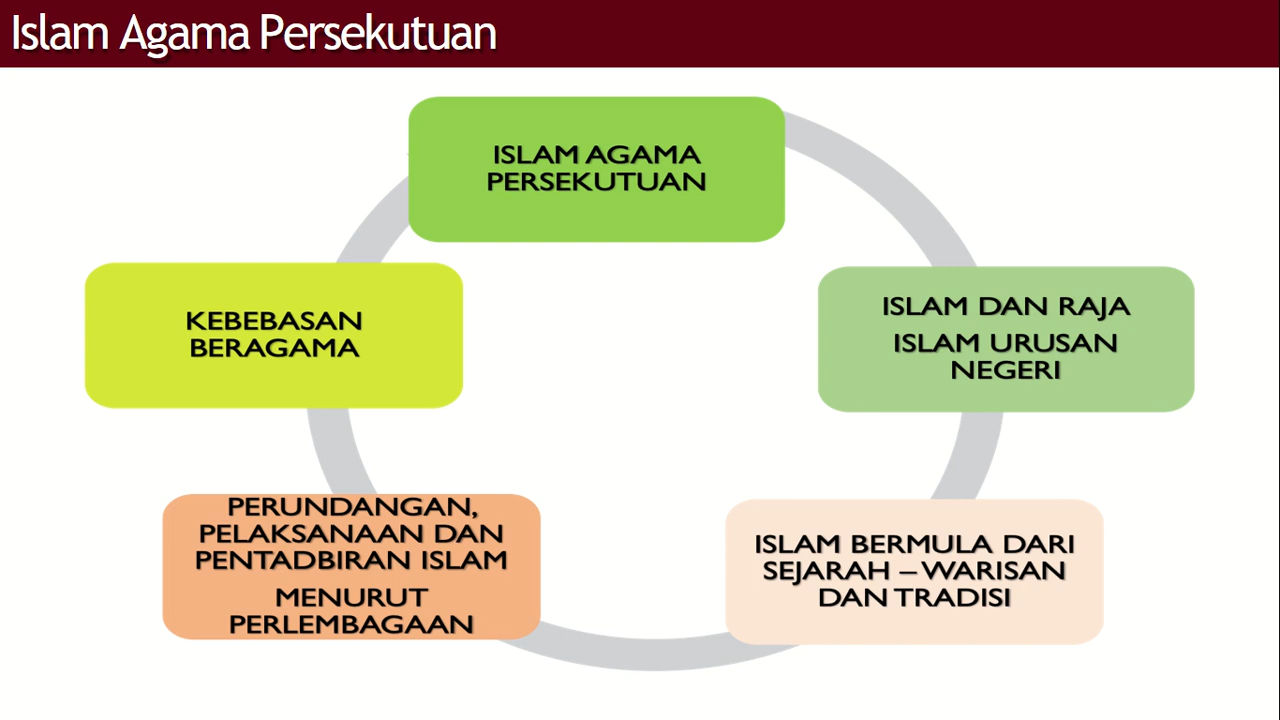 Islam Agama Persekutuan
ISLAM AGAMA
PERSEKUTUAN
ISLAM DAN RAJA
ISLAM URUSAN
NEGERI
ISLAM BERMULA DARI
SEJARAH – WARISAN
DAN TRADISI
PERUNDANGAN,
PELAKSANAAN DAN
PENTADBIRAN ISLAM
MENURUT
PERLEMBAGAAN
KEBEBASAN
BERAGAMA